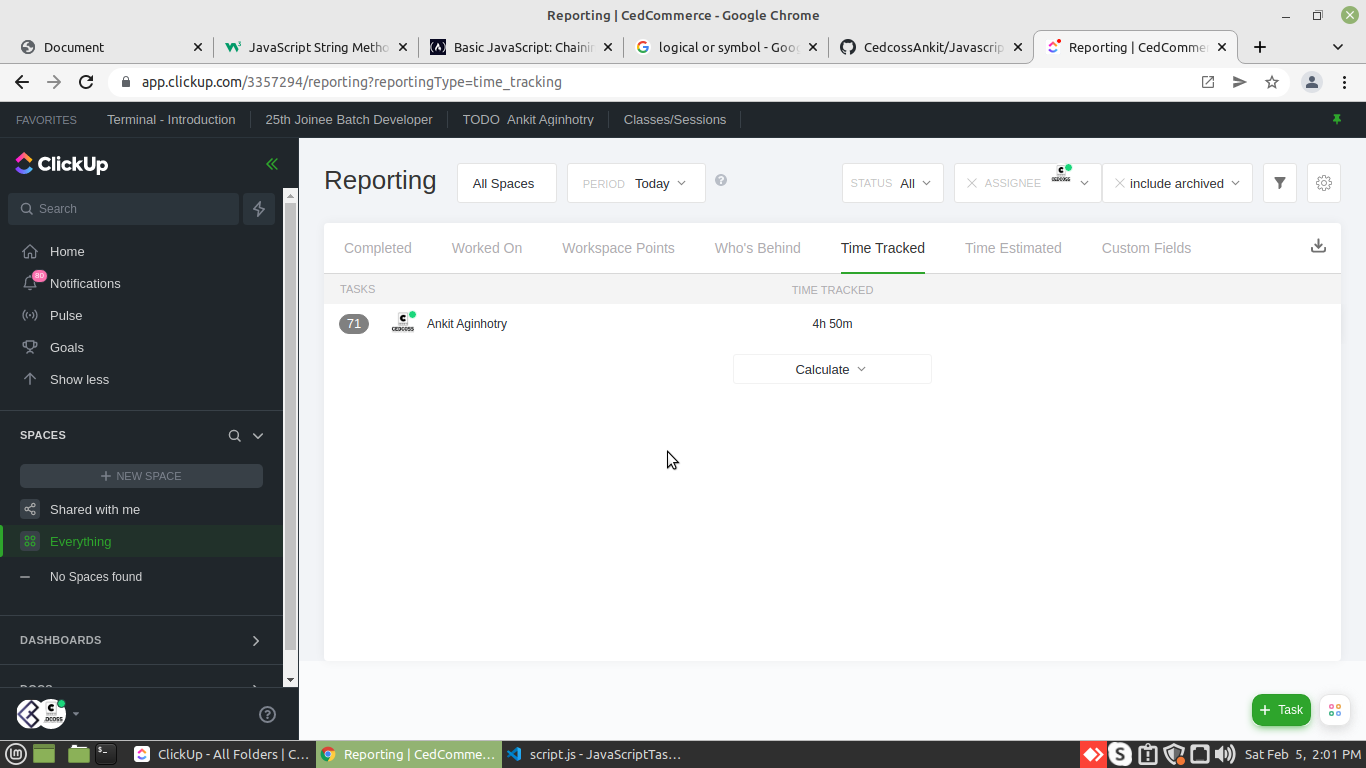 Reporting | CedCommerce - Google Chrome
Document
JavaScript String Metho
Basic JavaScript: Chainin
logical or symbol - Goo
CedcossAnkit/Javascrip
Reporting | CedComme
app.clickup.com/3357294/reporting?reportingType=time_tracking
FAVORITES Terminal - Introduction 25th Joinee Batch Developer TODO Ankit Aginhotry Classes/Sessions
ClickUp
Search
Home
80
Notifications
Pulse
Goals
Show less
SPACES
+ NEW SPACE
Shared with me
Everything
No Spaces found
DASHBOARDS
DOCS
Reporting
All Spaces
PERIOD Today
STATUS All
ASSIGNEE
CEDCOSS
include archived
Completed Worked On Workspace Points Who's Behind Time Tracked Time Estimated Custom Fields
TASKS TIME TRACKED
71 CEDCOSS Ankit Aginhotry 4h 50m
Calculate
+ Task
ClickUp - All Folders | C...
Reporting | CedComme...
script.js - JavaScriptTas...
Sat Feb 5, 2:01 PM